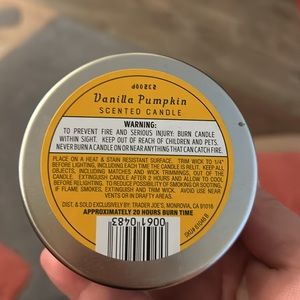 Vanilla Pumpkin
SCENTED CANDLE
WARNING:
TO PREVENT FIRE AND SERIOUS INJURY: BURN CANDLE
WITHIN SIGHT. KEEP OUT OF REACH OF CHILDREN AND PETS.
NEVER BURN A CANDLE ON OR NEAR ANYTHING THAT CAN CATCH FIRE.
PLACE ON A HEAT & STAIN RESISTANT SURFACE. TRIM WICK TO 1/4"
BEFORE LIGHTING, INCLUDING EACH TIME THE CANDLE IS RELIT. KEEP ALL
OBJECTS, INCLUDING MATCHES AND WICK TRIMMINGS, OUT OF THE
CANDLE. EXTINGUISH CANDLE AFTER 2 HOURS AND ALLOW TO COOL
BEFORE RELIGHTING. TO REDUCE POSSIBILITY OF SMOKING OR SOOTING,
IF FLAME SMOKES, EXTINGUISH AND TRIM WICK. AVOID USE NEAR
VENTS OR IN DRAFTY AREAS.
DIST. & SOLD EXCLUSIVELY BY: TRADER JOE'S, MONROVIA, CA 91016
APPROXIMATELY 20 HOURS BURN TIME
0061 0483